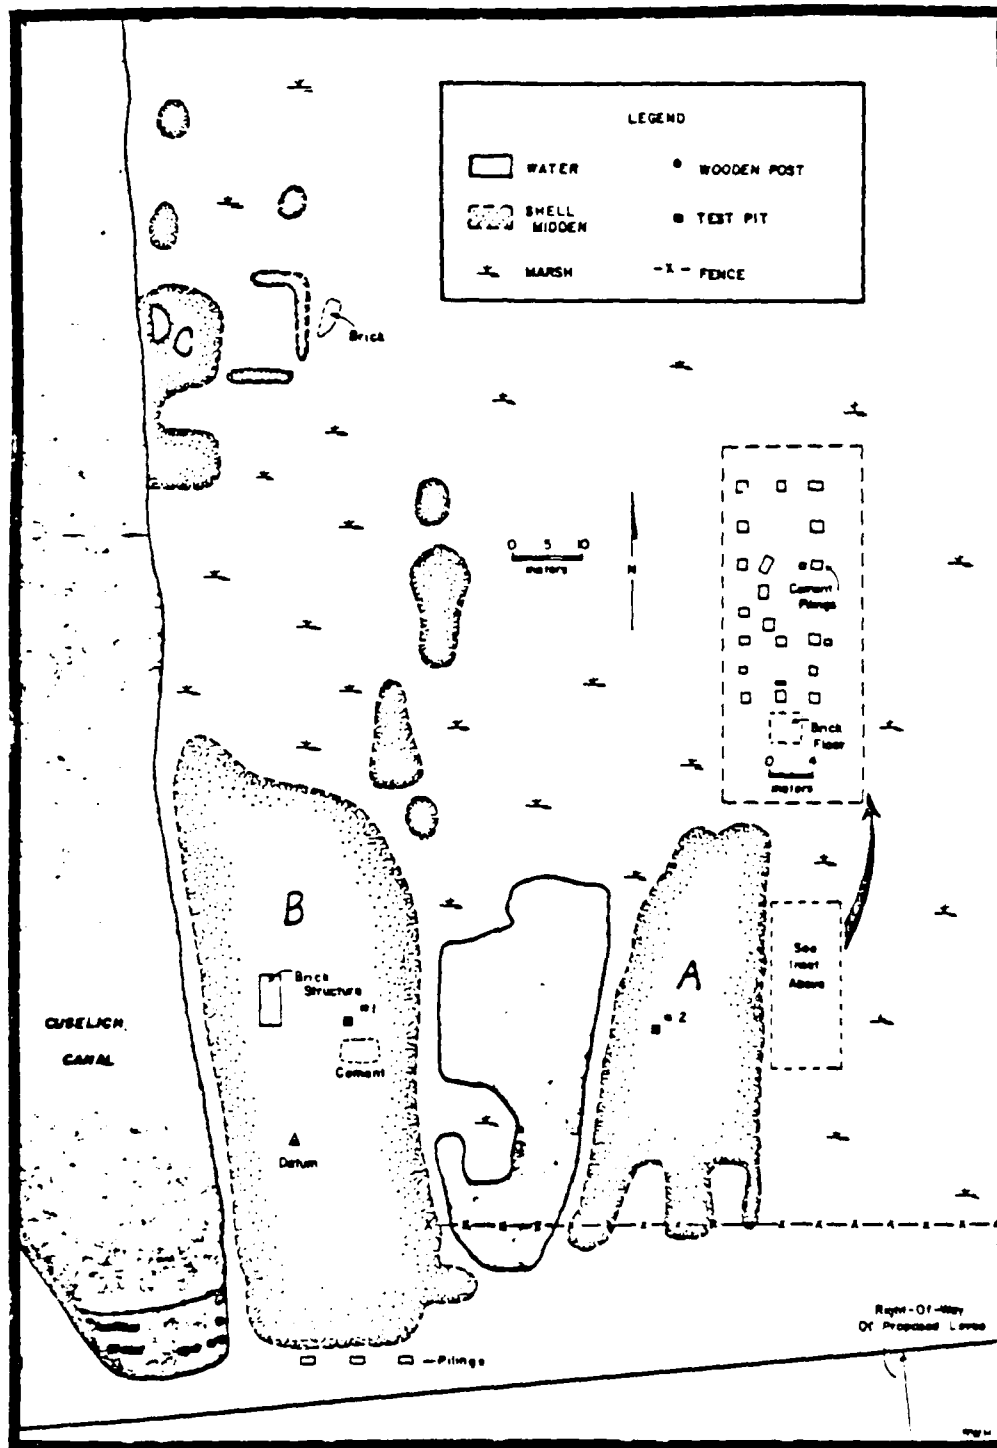 LEGEND
WATER
WOODEN POST
SHELL
MIDDEN
TEST PIT
MARSH
-X- FENCE
C
Brick
0 5 10
meters
N
Cement
Pilings
Brick
Floor
0 4
meters
B
Brick
Structure
1
Cement
A
2
See
Inset
Above
CUSELICH
CANAL
Datum
Right-Of-Way
Of Proposed Levee
Pilings